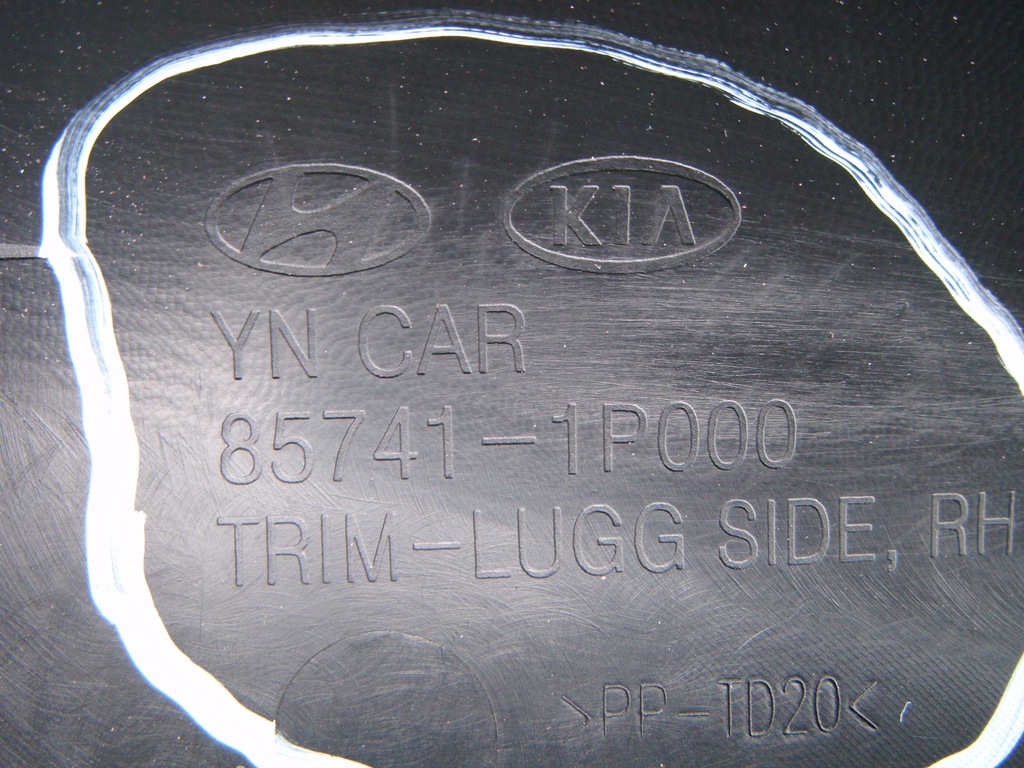 KIA
YN CAR
85741-1P000
TRIM-LUGG SIDE, RH
>PP-TD20<